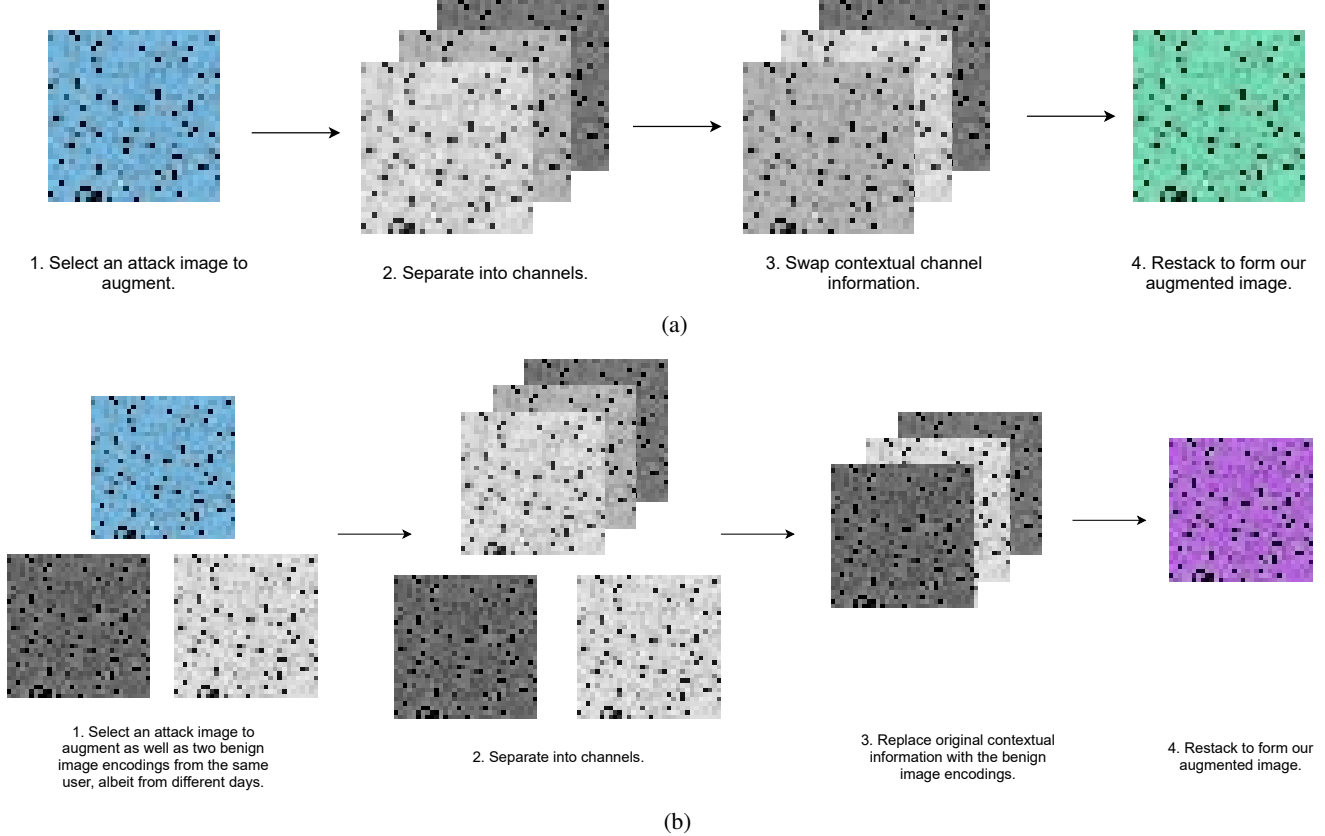 1. Select an attack image to
augment.
2. Separate into channels.
3. Swap contextual channel
information.
4. Restack to form our
augmented image.
(a)
1. Select an attack image to
augment as well as two benign
image encodings from the same
user, albeit from different days.
2. Separate into channels.
3. Replace original contextual
information with the benign
image encodings.
4. Restack to form our
augmented image.
(b)